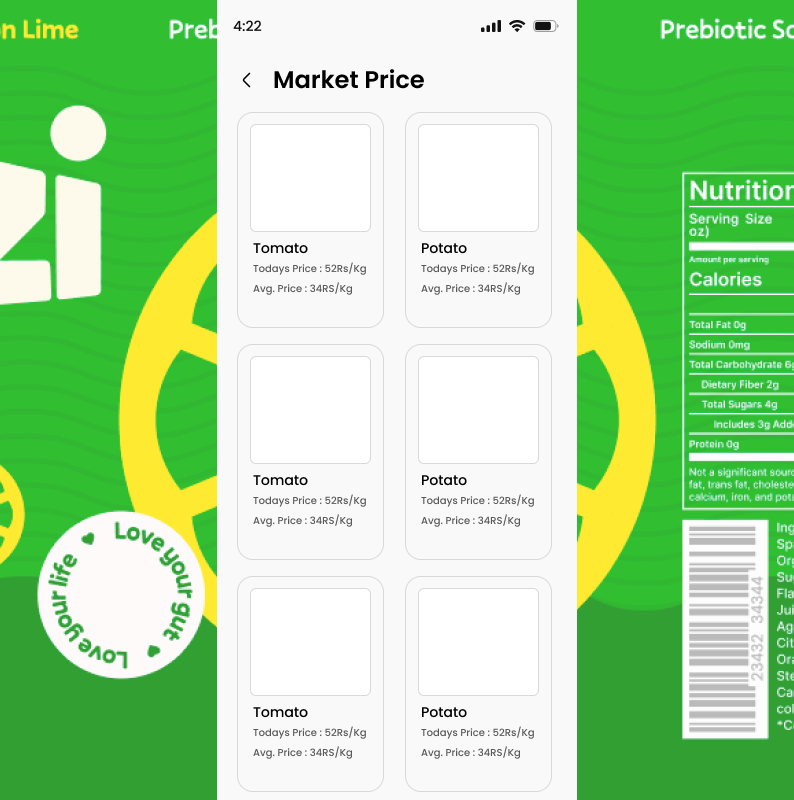 on Lime
Preb
zi
Love your gut
Love your life
4:22
Market Price
Tomato
Todays Price : 52Rs/Kg
Avg. Price : 34RS/Kg
Potato
Todays Price : 52Rs/Kg
Avg. Price : 34RS/Kg
Tomato
Todays Price : 52Rs/Kg
Avg. Price : 34RS/Kg
Potato
Todays Price : 52Rs/Kg
Avg. Price : 34RS/Kg
Tomato
Todays Price : 52Rs/Kg
Avg. Price : 34RS/Kg
Potato
Todays Price : 52Rs/Kg
Avg. Price : 34RS/Kg
Prebiotic So
Nutrition
Serving Size
oz)
Amount per serving
Calories
Total Fat 0g
Sodium 0mg
Total Carbohydrate 6g
Dietary Fiber 2g
Total Sugars 4g
Includes 3g Adde
Protein 0g
Not a significant sourc
fat, trans fat, choleste
calcium, iron, and pota
23432 34344
Ing
Spa
Org
Su
Fla
Jui
Ag
Cit
Ora
Ste
Ca
col
*C